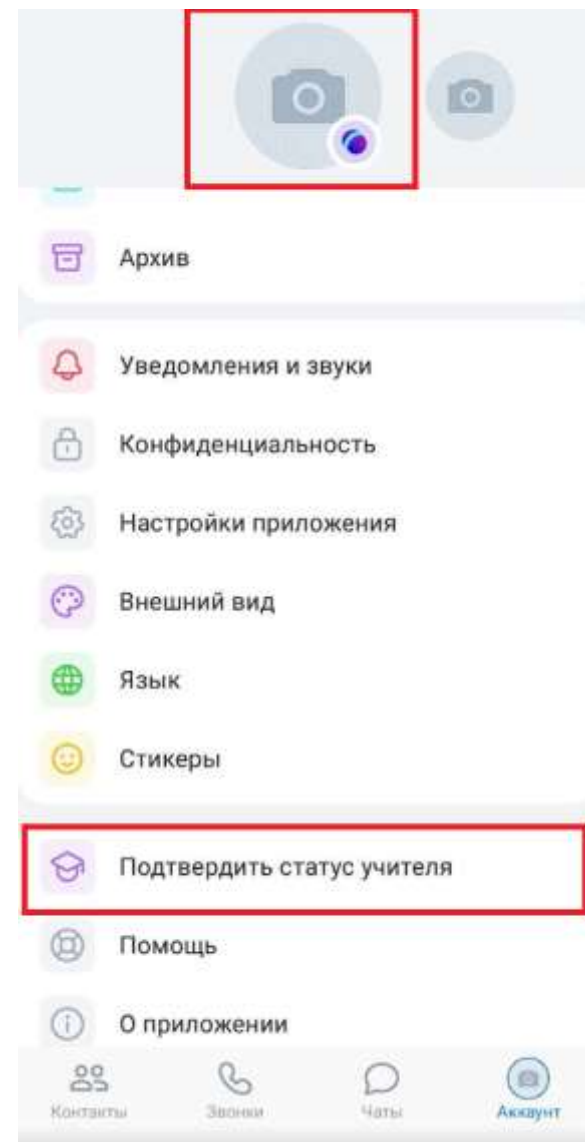 Архив
Уведомления и звуки
Конфиденциальность
Настройки приложения
Внешний вид
Язык
Стикеры
Подтвердить статус учителя
Помощь
О приложении
Контакты Звонки Чаты Аккаунт